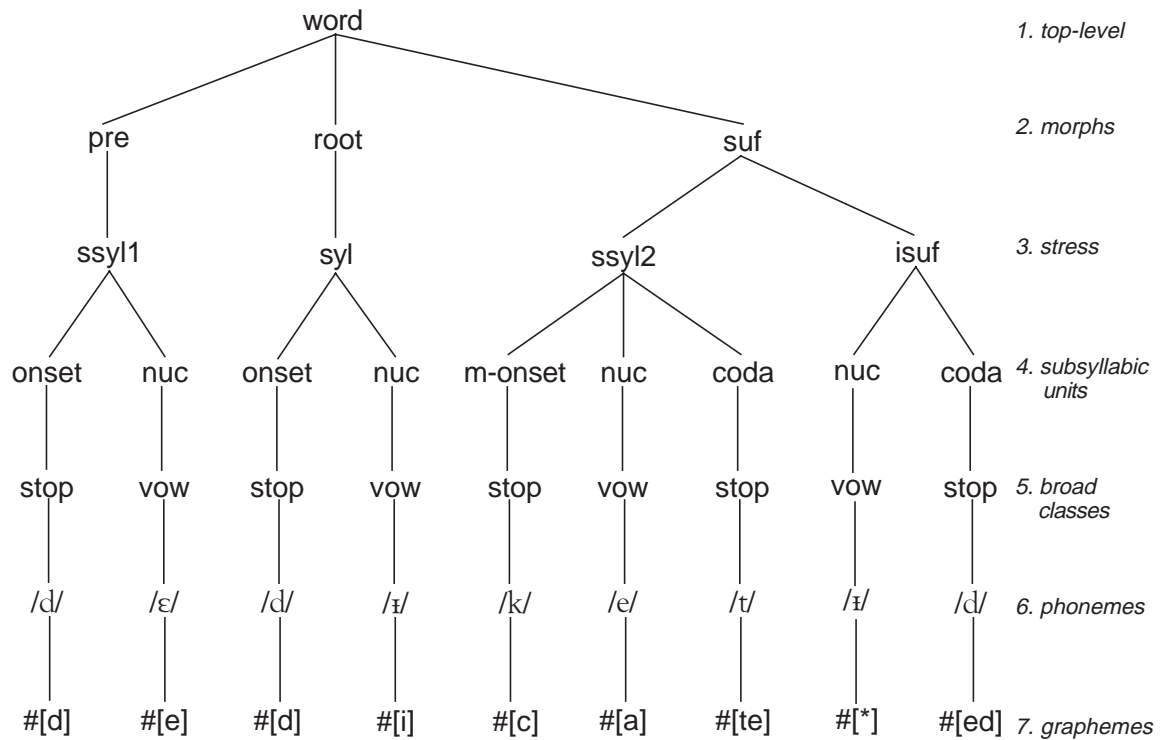 word 1. top-level
pre root suf 2. morphs
ssyl1 syl ssyl2 isuf 3. stress
onset nuc onset nuc m-onset nuc coda nuc coda 4. subsyllabic
units
stop vow stop vow stop vow stop vow stop 5. broad
classes
/d/ /ɛ/ /d/ /ᵻ/ /k/ /e/ /t/ /ᵻ/ /d/ 6. phonemes
#[d] #[e] #[d] #[i] #[c] #[a] #[te] #[*] #[ed] 7. graphemes